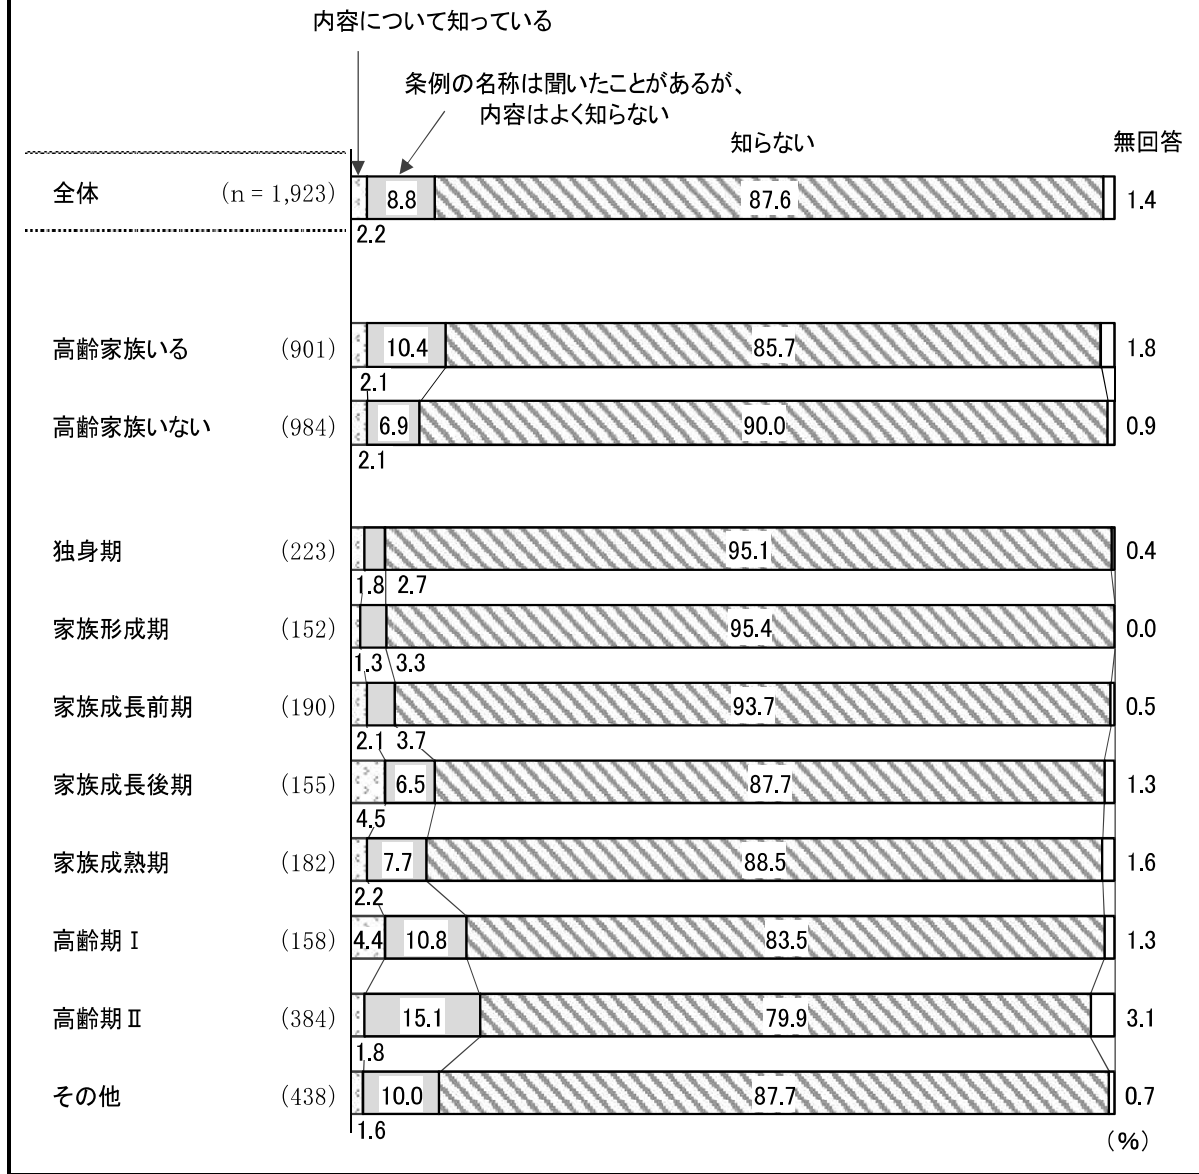 内容について知っている
条例の名称は聞いたことがあるが、
内容はよく知らない
知らない
無回答
全体 (n = 1,923) 8.8 87.6 1.4
2.2
高齢家族いる (901) 10.4 85.7 1.8
2.1
高齢家族いない (984) 6.9 90.0 0.9
2.1
独身期 (223) 95.1 0.4
1.8 2.7
家族形成期 (152) 95.4 0.0
1.3 3.3
家族成長前期 (190) 93.7 0.5
2.1 3.7
家族成長後期 (155) 6.5 87.7 1.3
4.5
家族成熟期 (182) 7.7 88.5 1.6
2.2
高齢期Ⅰ (158) 4.4 10.8 83.5 1.3
高齢期Ⅱ (384) 15.1 79.9 3.1
1.8
その他 (438) 10.0 87.7 0.7
1.6
(%)